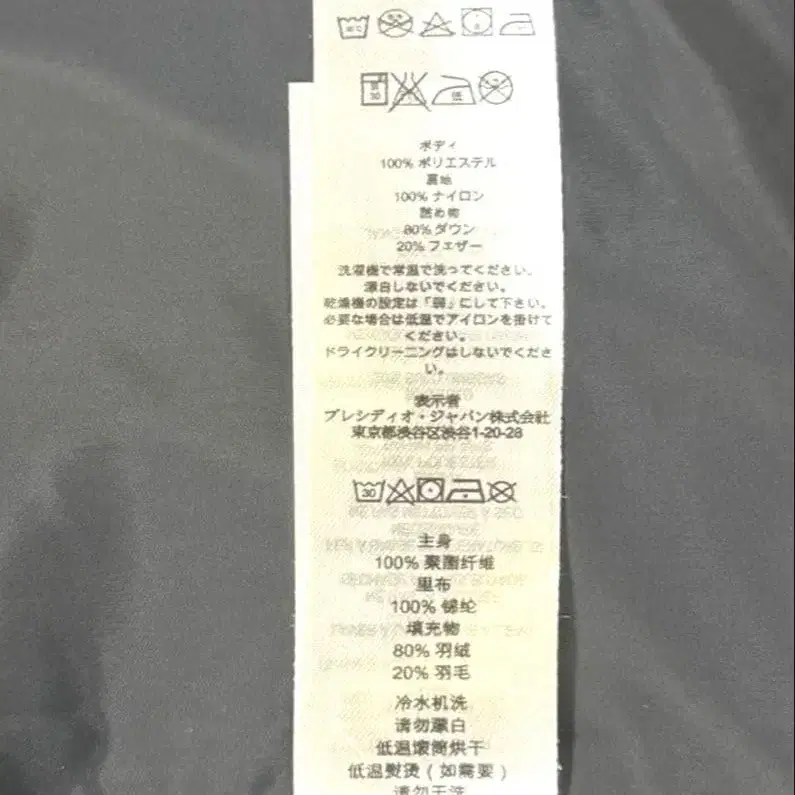 ボディ
100% ポリエステル
裏地
100% ナイロン
詰め物
80% ダウン
20% フェザー
洗濯機で常温で洗ってください。
漂白しないでください。
乾燥機の設定は「弱」にして下さい。
必要な場合は低温でアイロンを掛けて
ください。
ドライクリーニングはしないでくださ
い。
表示者
プレシディオ・ジャパン株式会社
東京都渋谷区渋谷1-20-28
30
主身
100% 聚酯纤维
里布
100% 锦纶
填充物
80% 羽绒
20% 羽毛
冷水机洗
请勿漂白
低温滚筒烘干
低温熨烫(如需要)
请勿干洗